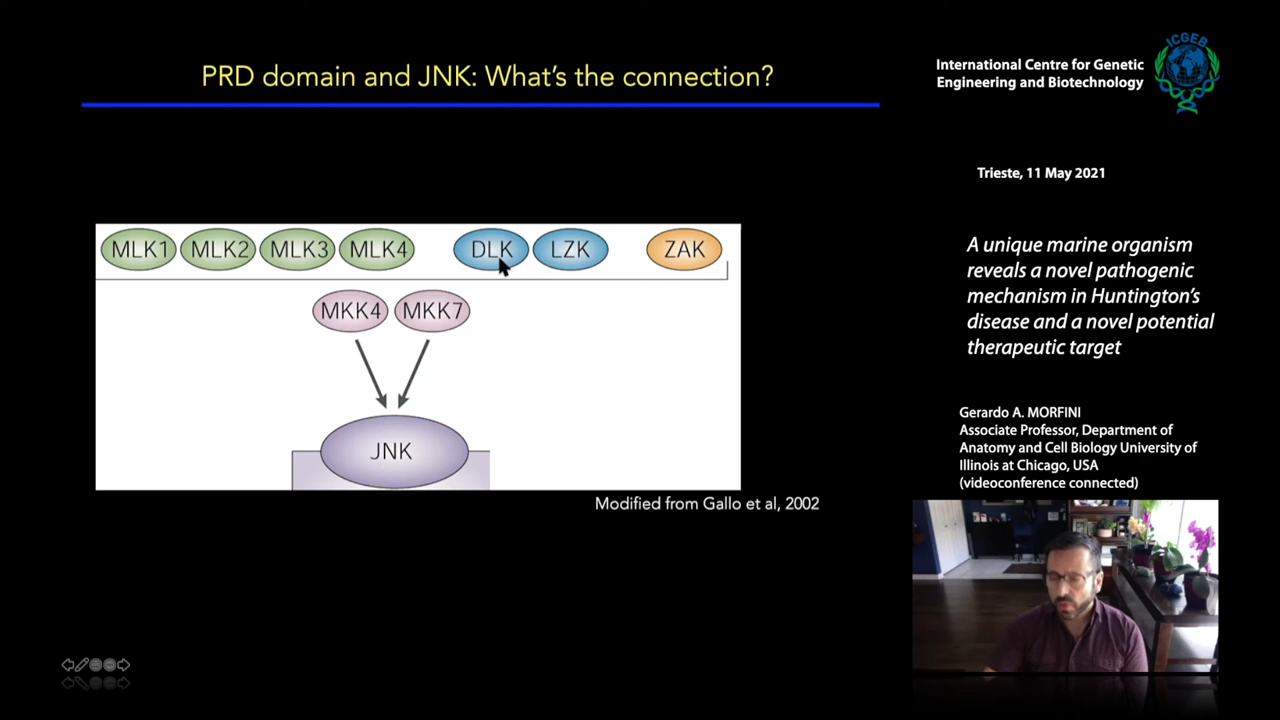 PRD domain and JNK: What's the connection?
International Centre for Genetic
Engineering and Biotechnology
ICGEB
Trieste, 11 May 2021
A unique marine organism
reveals a novel pathogenic
mechanism in Huntington's
disease and a novel potential
therapeutic target
MLK1 MLK2 MLK3 MLK4 DLK LZK ZAK
MKK4 MKK7
JNK
Modified from Gallo et al, 2002
Gerardo A. MORFINI
Associate Professor, Department of
Anatomy and Cell Biology University of
Illinois at Chicago, USA
(videoconference connected)